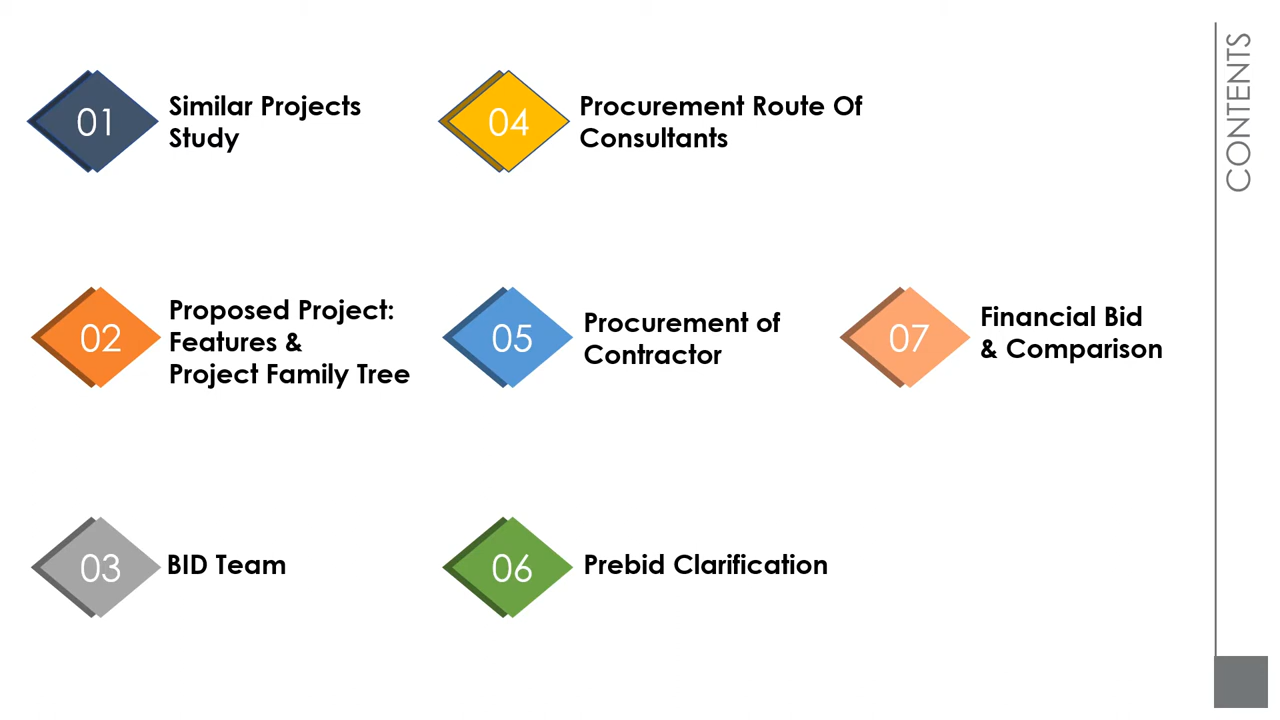 CONTENTS
01
Similar Projects
Study
02
Proposed Project:
Features &
Project Family Tree
03
BID Team
04
Procurement Route Of
Consultants
05
Procurement of
Contractor
06
Prebid Clarification
07
Financial Bid
& Comparison